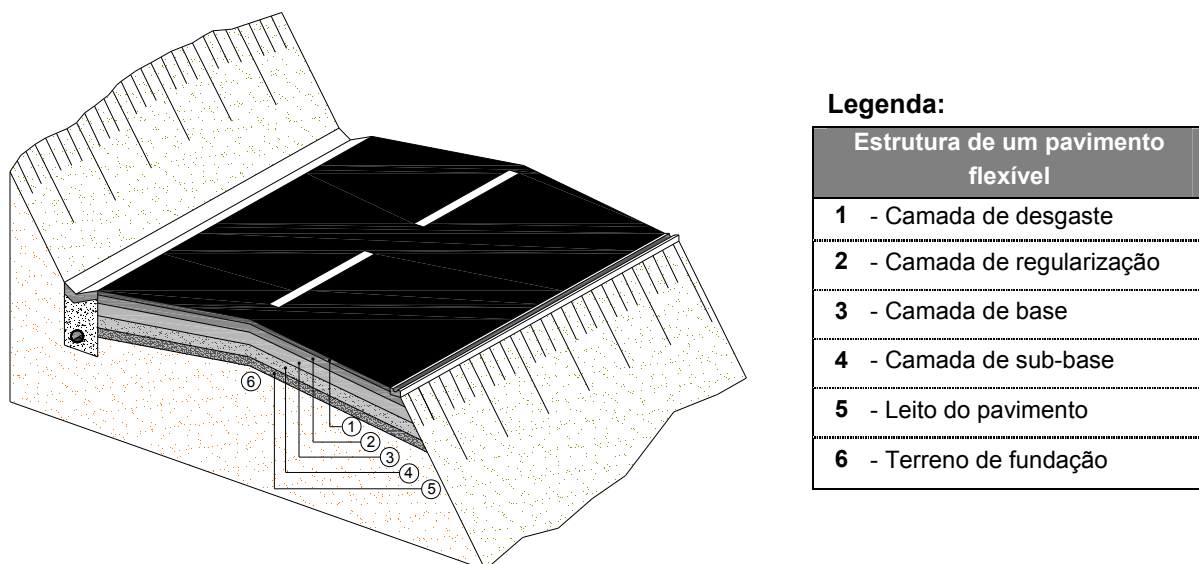 Legenda:
Estrutura de um pavimento
flexível
1 - Camada de desgaste
2 - Camada de regularização
3 - Camada de base
4 - Camada de sub-base
5 - Leito do pavimento
6 - Terreno de fundação
6
1
2
3
4
5